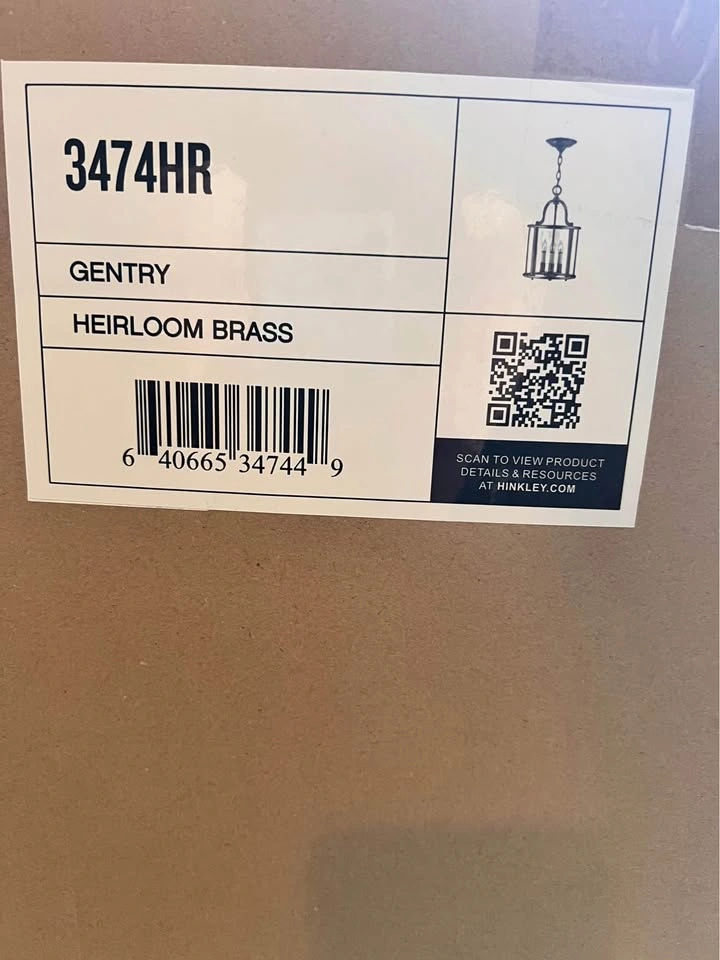 3474HR
GENTRY
HEIRLOOM BRASS
6 40665 34744 9
SCAN TO VIEW PRODUCT
DETAILS & RESOURCES
AT HINKLEY.COM